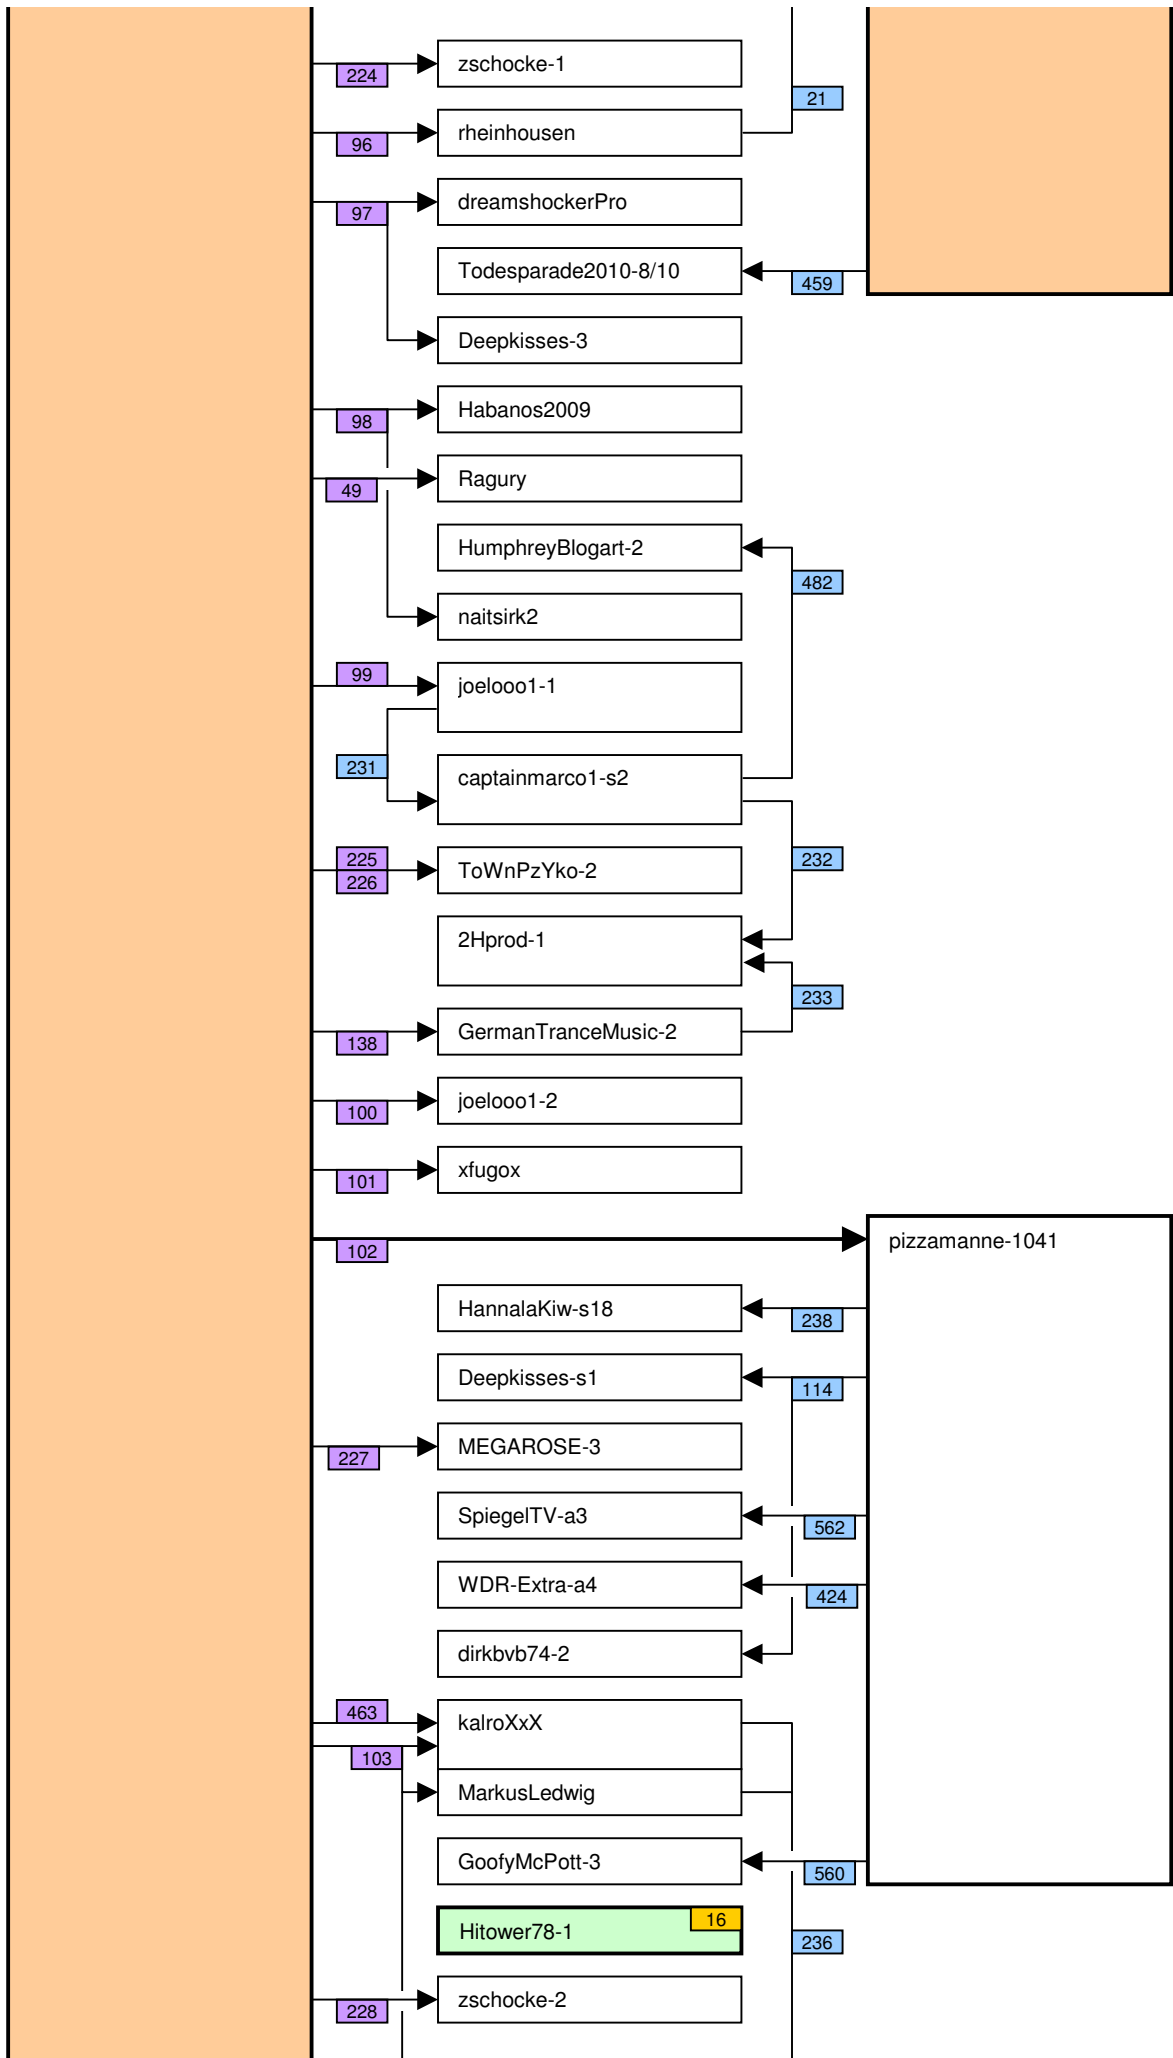 zschocke-1
224
21
rheinhousen
96
dreamshockerPro
97
Todesparade2010-8/10
459
Deepkisses-3
Habanos2009
98
Ragury
49
HumphreyBlogart-2
482
naitsirk2
99
joelooo1-1
231
captainmarco1-s2
225
232
ToWnPzYko-2
226
2Hprod-1
233
GermanTranceMusic-2
138
joelooo1-2
100
xfugox
101
pizzamanne-1041
102
HannalaKiw-s18
238
Deepkisses-s1
114
MEGAROSE-3
227
SpiegelTV-a3
562
WDR-Extra-a4
424
dirkbvb74-2
463
kalroXxX
103
MarkusLedwig
GoofyMcPott-3
560
16
Hitower78-1
236
zschocke-2
228